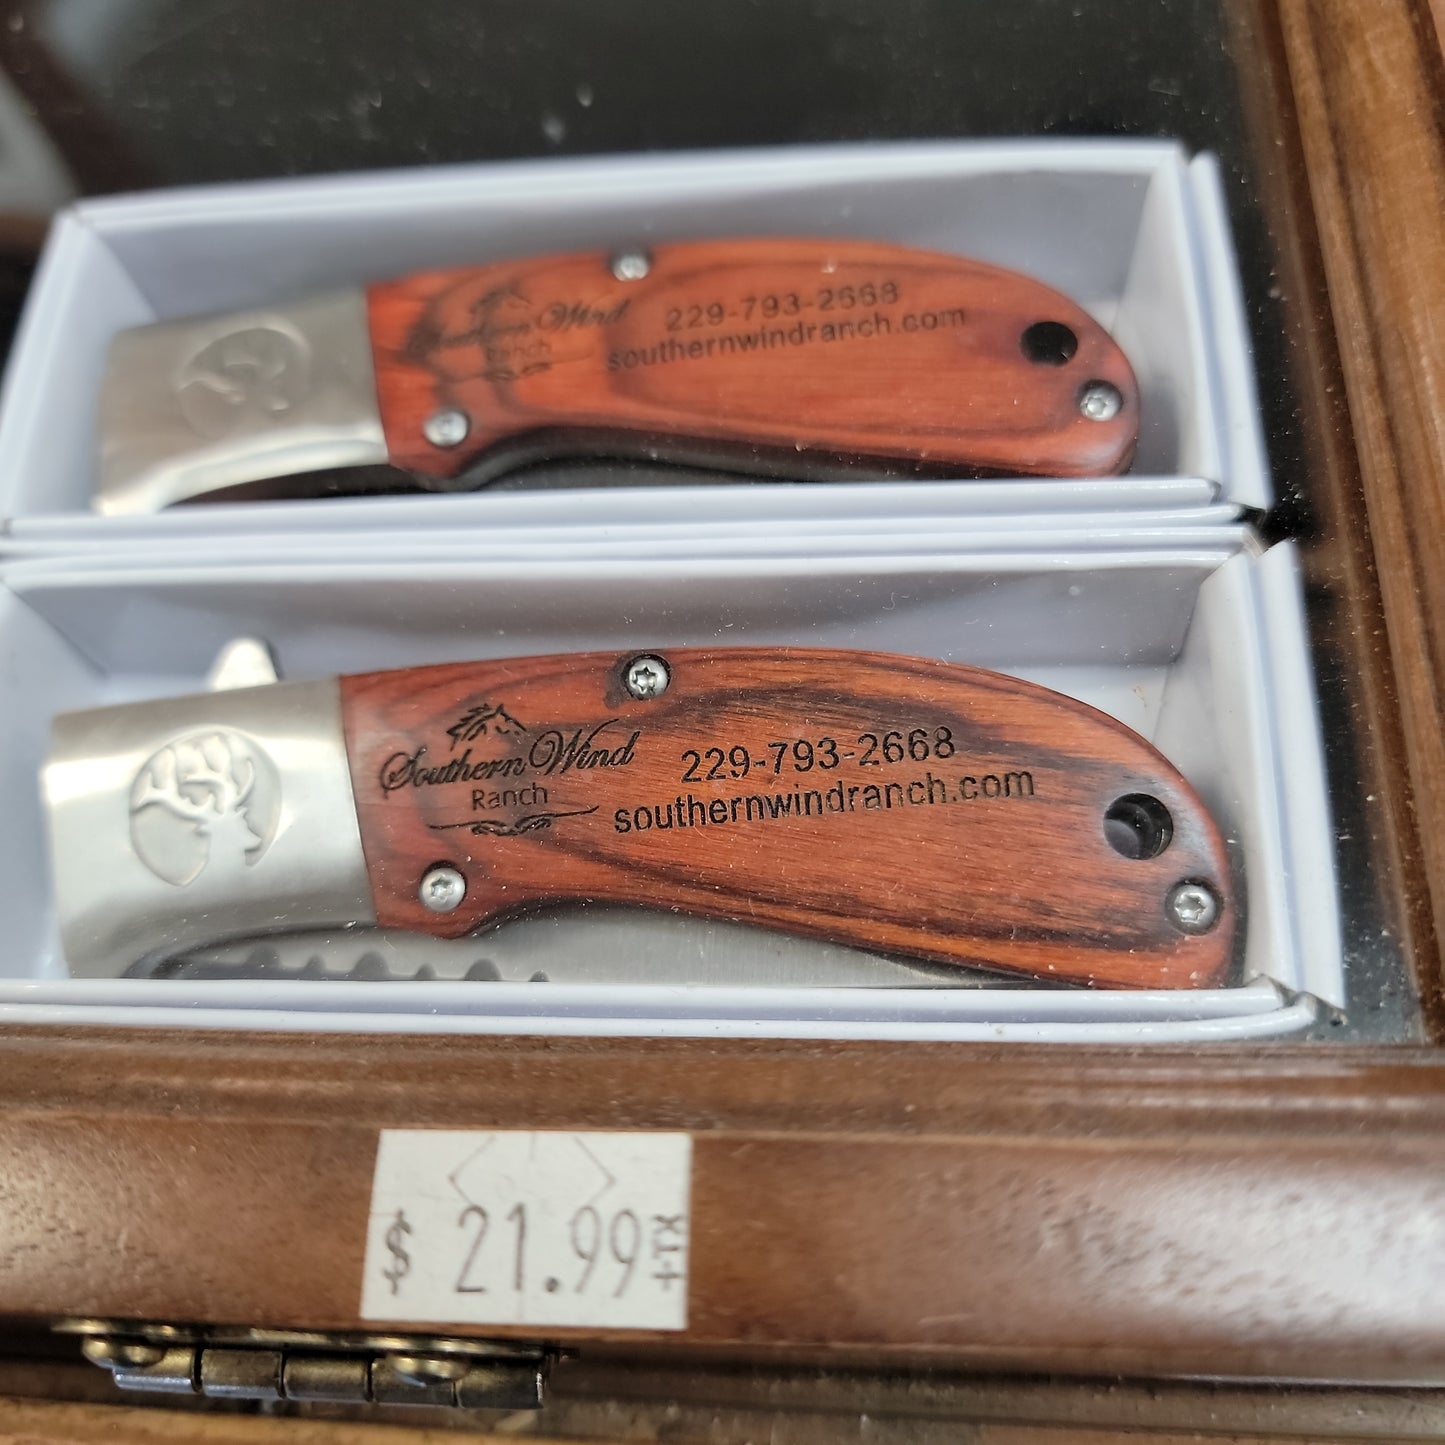 Southern Wind
Ranch
229-793-2668
southernwindranch.com
Southern Wind
Ranch
229-793-2668
southernwindranch.com
$ 21.99 +TX